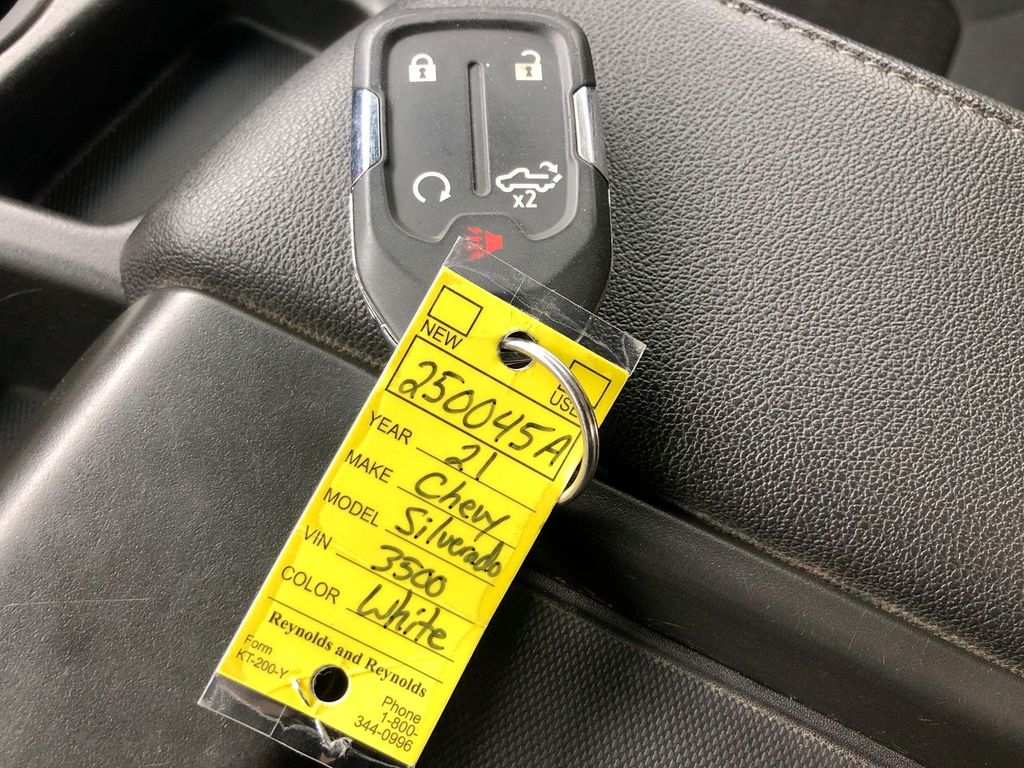 x2
NEW
USED
250045A
YEAR 21
MAKE Chevy
MODEL Silverado
VIN 3500
COLOR White
Reynolds and Reynolds
Form
KT-200-Y
Phone
1-800-
344-0996